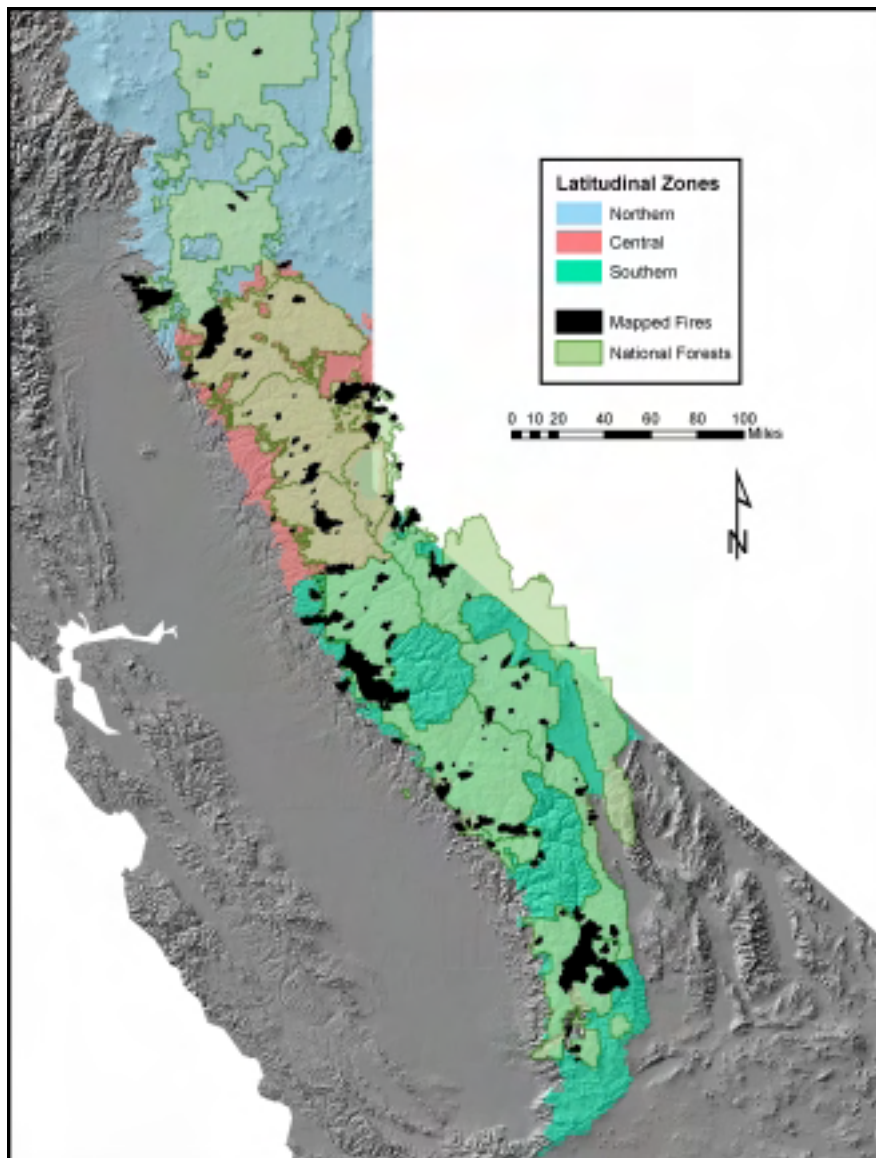 Latitudinal Zones
Northern
Central
Southern
Mapped Fires
National Forests
0 10 20 40 60 80 100
Miles
N